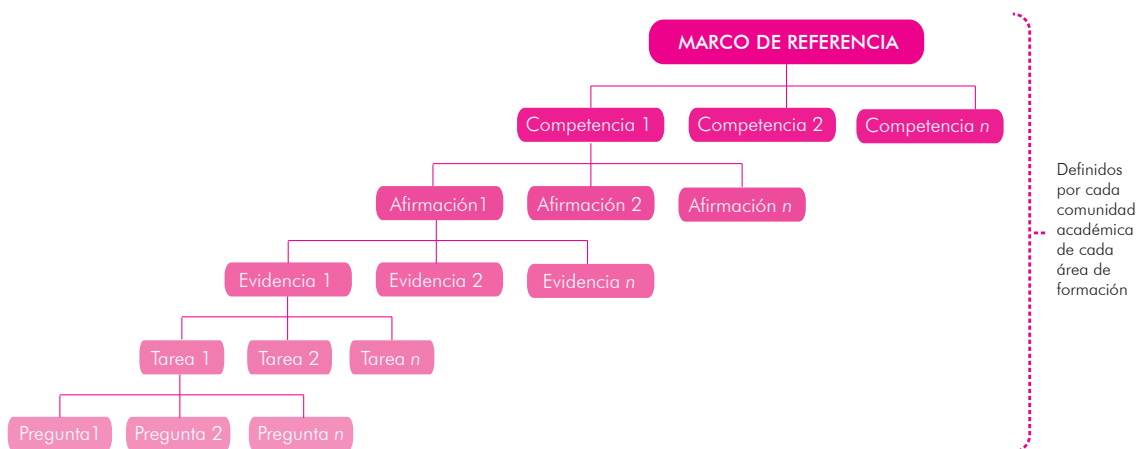 MARCO DE REFERENCIA
Competencia 1
Competencia 2
Competencia n
Afirmación1
Afirmación 2
Afirmación n
Evidencia 1
Evidencia 2
Evidencia n
Tarea 1
Tarea 2
Tarea n
Pregunta1
Pregunta 2
Pregunta n
Definidos
por cada
comunidad
académica
de cada
área de
formación